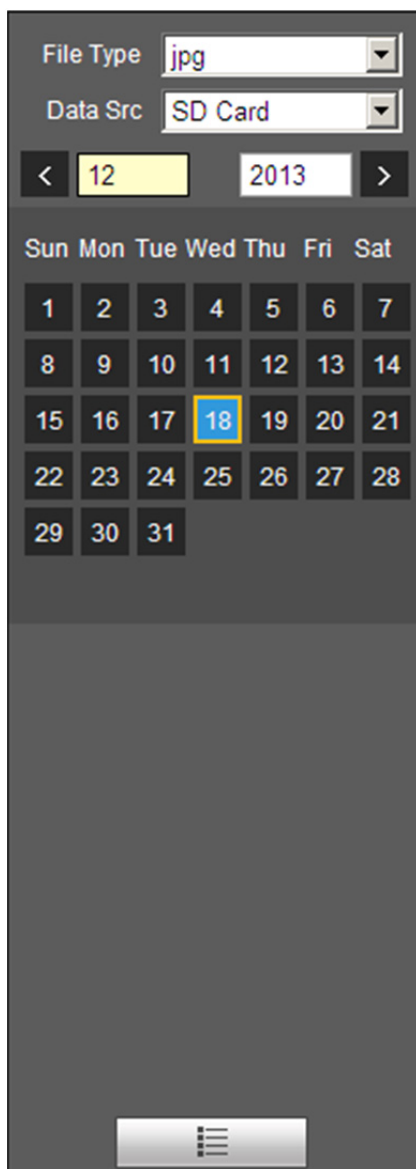 File Type jpg
Data Src SD Card
< 12 2013 >
Sun Mon Tue Wed Thu Fri Sat
1 2 3 4 5 6 7
8 9 10 11 12 13 14
15 16 17 18 19 20 21
22 23 24 25 26 27 28
29 30 31